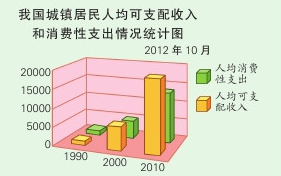 我国城镇居民人均可支配收入
和消费性支出情况统计图
2012 年 10 月
20000
15000
10000
5000
0
1990
2000
2010
人均消费
性支出
人均可支
配收入